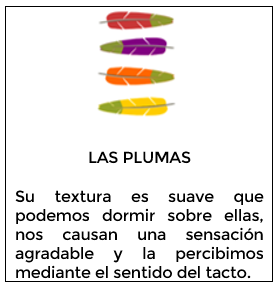 LAS PLUMAS
Su textura es suave que
podemos dormir sobre ellas,
nos causan una sensación
agradable y la percibimos
mediante el sentido del tacto.